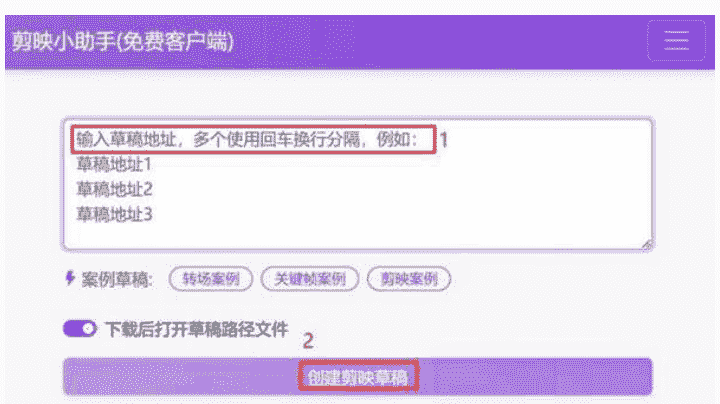 剪映小助手(免费客户端)
输入草稿地址，多个使用回车换行分隔，例如： 1
草稿地址1
草稿地址2
草稿地址3
案例草稿: 转场案例 关键帧案例 剪映案例
下载后打开草稿路径文件 2
创建剪映草稿